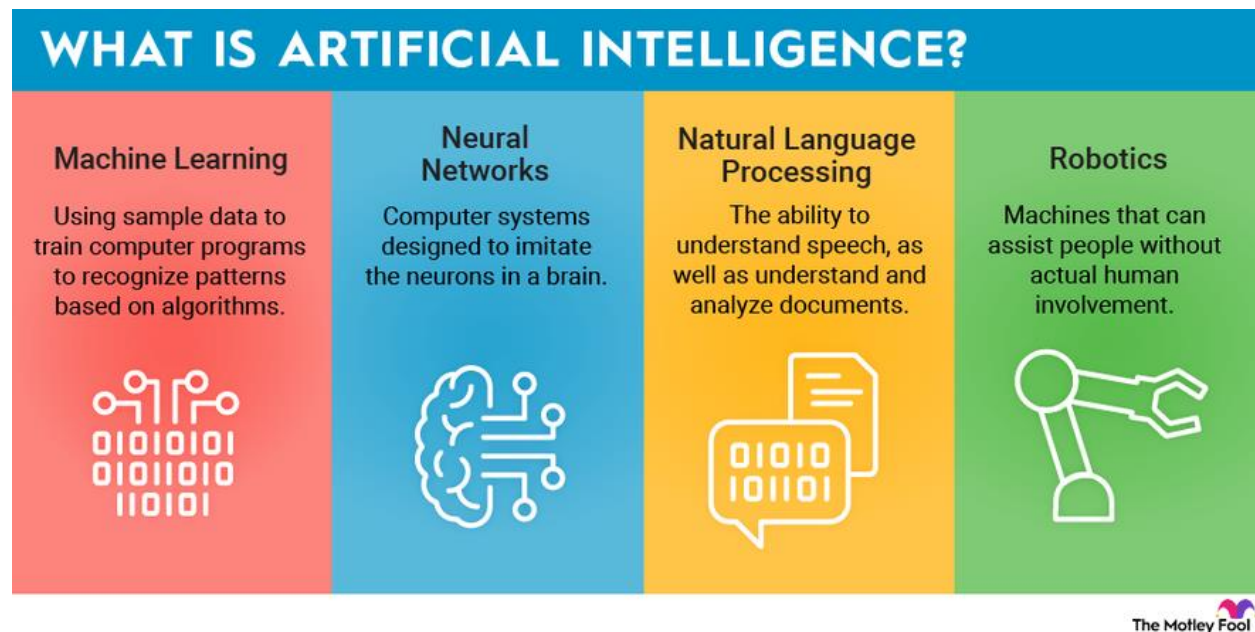 WHAT IS ARTIFICIAL INTELLIGENCE?
Machine Learning
Using sample data to
train computer programs
to recognize patterns
based on algorithms.
01010101
01011010
110101
Neural
Networks
Computer systems
designed to imitate
the neurons in a brain.
Natural Language
Processing
The ability to
understand speech, as
well as understand and
analyze documents.
01010
101101
Robotics
Machines that can
assist people without
actual human
involvement.
The Motley Fool